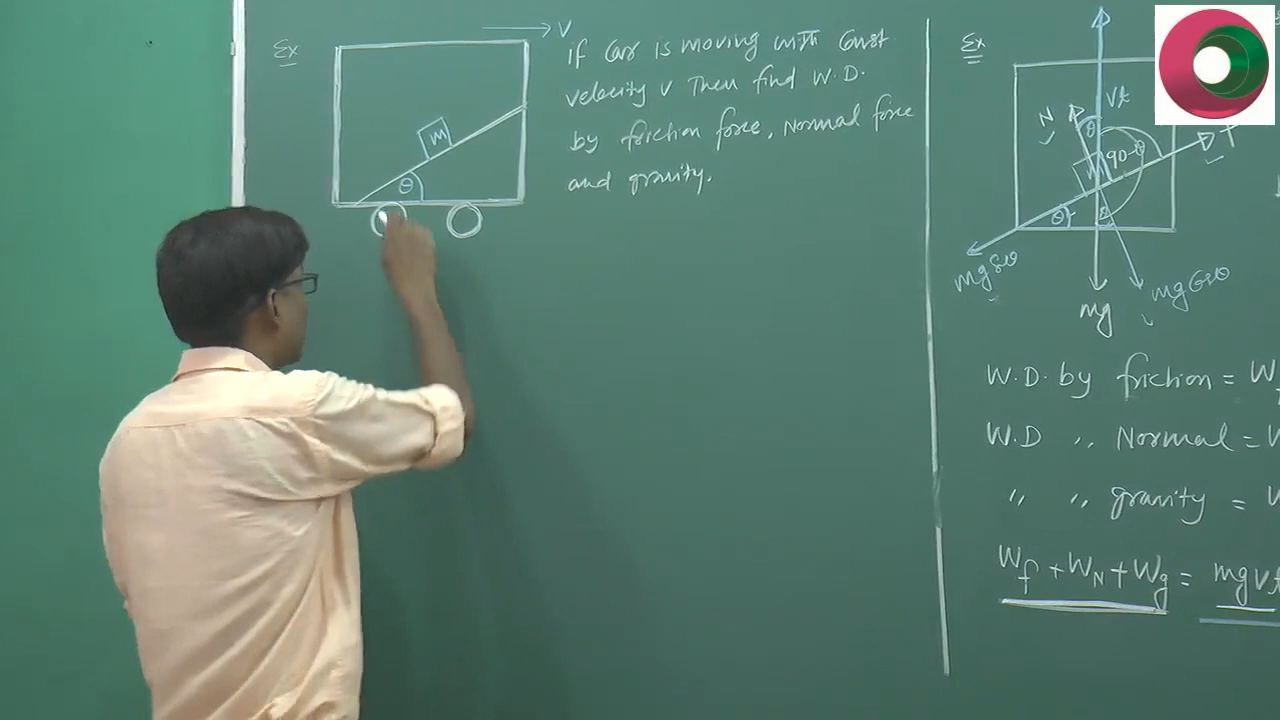 Ex
V
if Car is moving with Const.
velocity v then find W.D.
by friction force, Normal force
and gravity.
m
θ
Ex
vt
N
θ
90-θ
m
f
θ
θ
mg sinθ
mg
mg Cosθ
W.D. by friction = W
W.D ,, Normal = W
,, ,, gravity = W
Wf + WN + Wg = mgvt